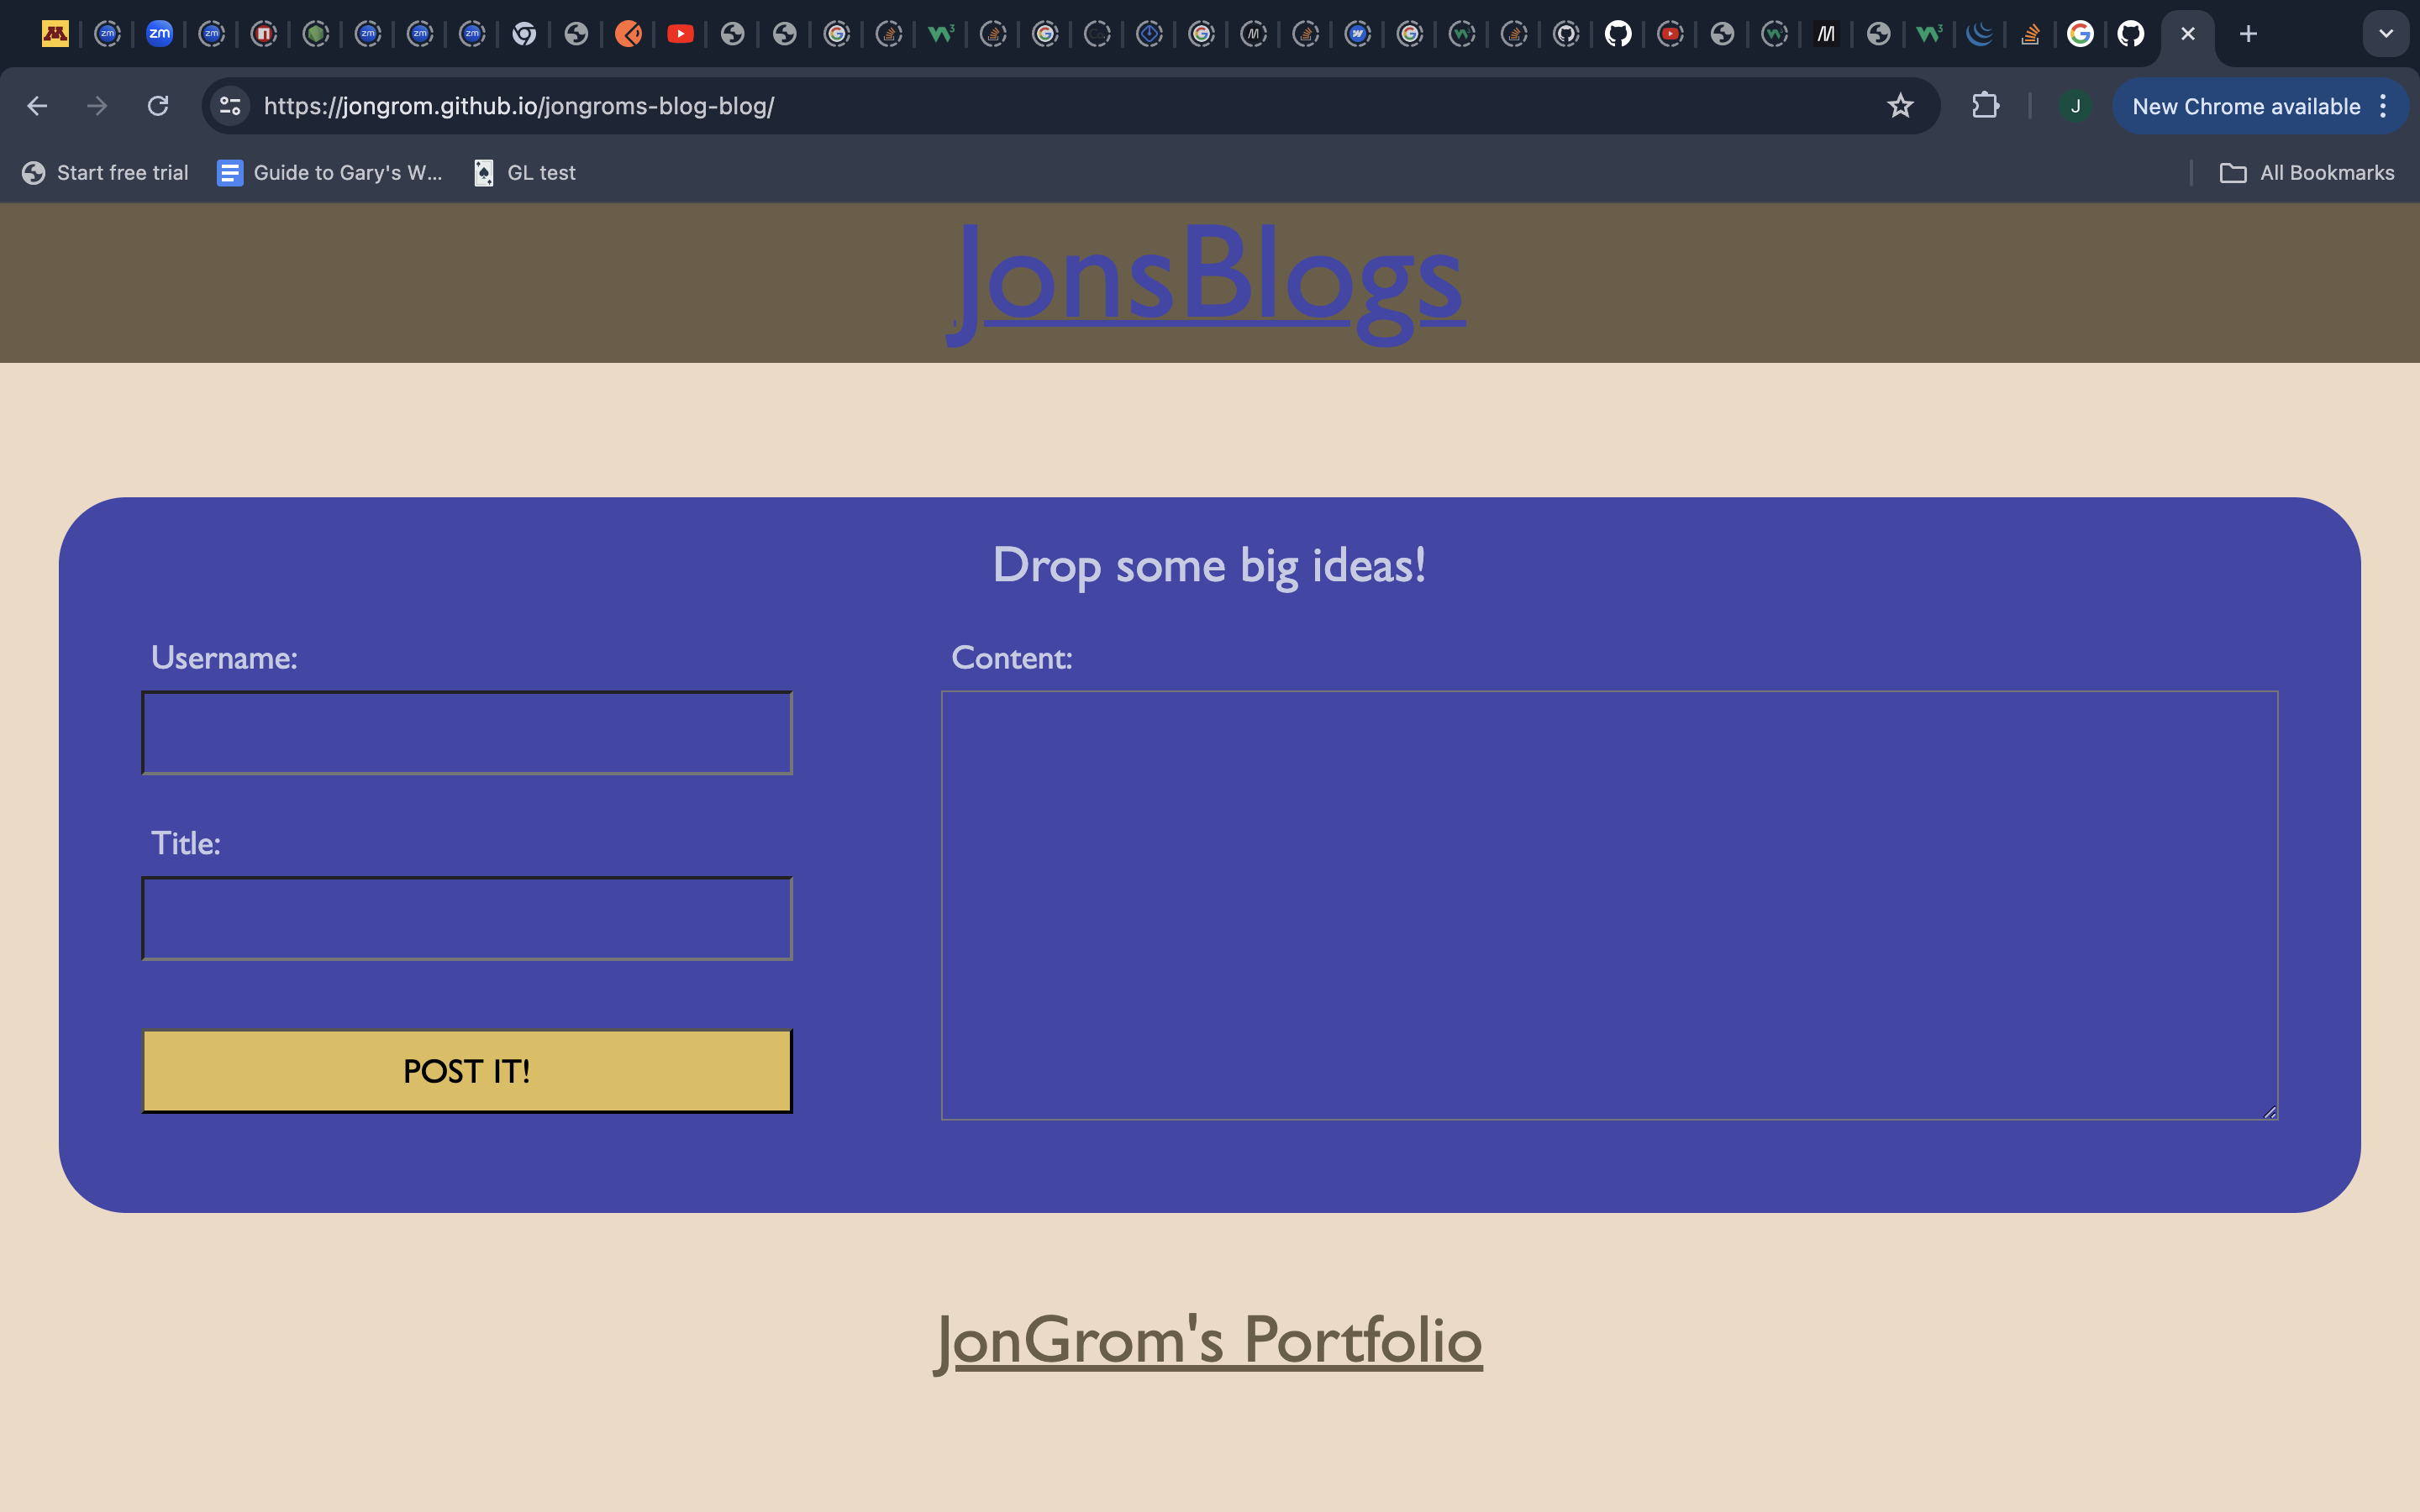 https://jongrom.github.io/jongroms-blog-blog/
J
New Chrome available
Start free trial
Guide to Gary's W...
GL test
All Bookmarks
JonsBlogs
Drop some big ideas!
Username:
Content:
Title:
POST IT!
JonGrom's Portfolio